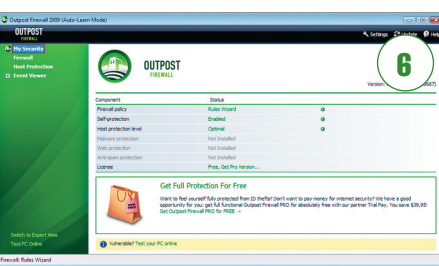 Outpost Firewall 2009 (Auto-Learn Mode)
OUTPOST
FIREWALL
Settings Update Help
My Security
Firewall
Host Protection
Event Viewer
OUTPOST
FIREWALL
6
Version:
Component Status
Firewall policy Rules Wizard
Self-protection Enabled
Host protection level Optimal
Malware protection Not Installed
Web protection Not Installed
Anti-spam protection Not Installed
License Free, Get Pro Version...
Get Full Protection For Free
Want to feel yourself fully protected from ID thefts? Don't want to pay money for internet security? We have a good
opportunity for you: get full functional Outpost Firewall PRO for absolutely free with our partner Trial Pay. You save $39,95!
Get Outpost Firewall PRO for FREE
Switch to Expert View
Test PC Online
Vulnerable? Test your PC online
Firewall: Rules Wizard